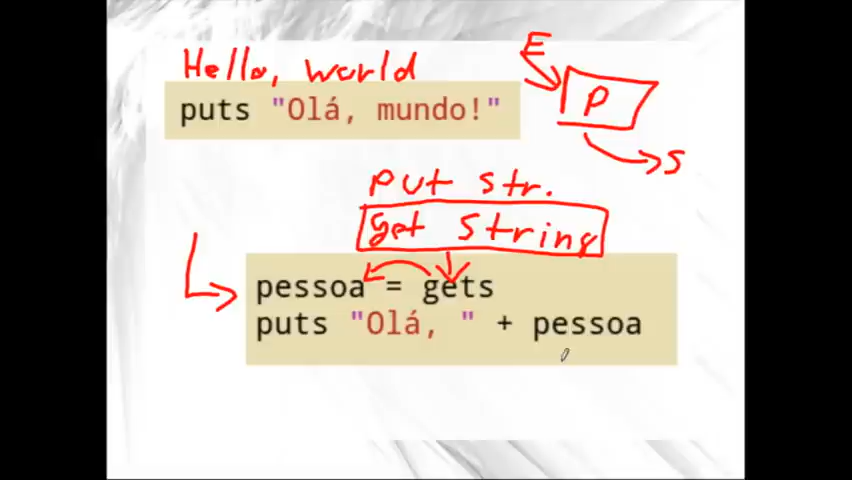 Hello, world
puts "Olá, mundo!"
E
P
S
put str.
get string
pessoa = gets
puts "Olá, " + pessoa